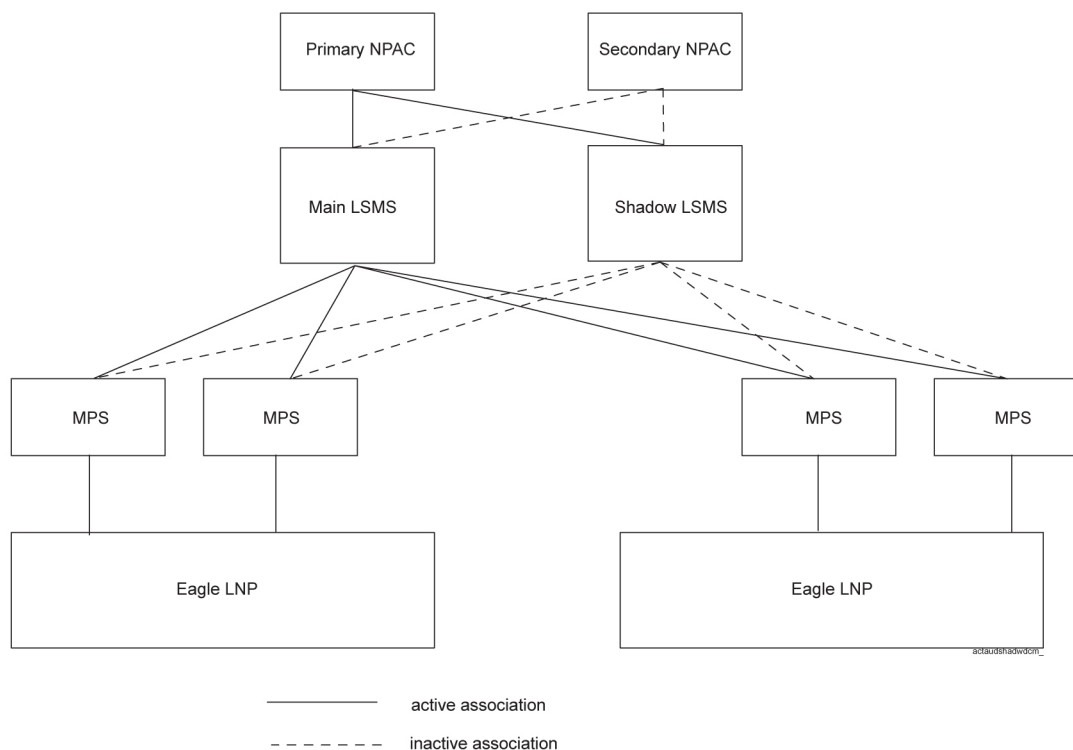 Primary NPAC
Secondary NPAC
Main LSMS
Shadow LSMS
MPS
MPS
MPS
MPS
Eagle LNP
Eagle LNP
actaudshadwdcm_
active association
inactive association